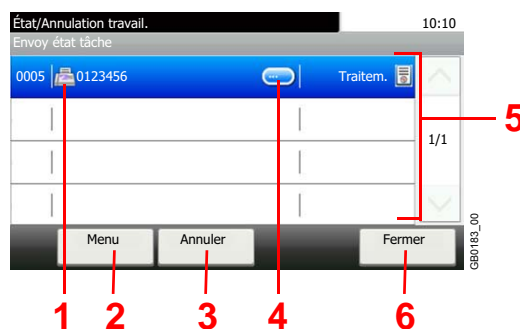 État/Annulation travail. 10:10
Envoy état tâche
0005 0123456 ... Traitem.
5
1/1
Menu Annuler Fermer
GB0183_00
1 2 3 4 6